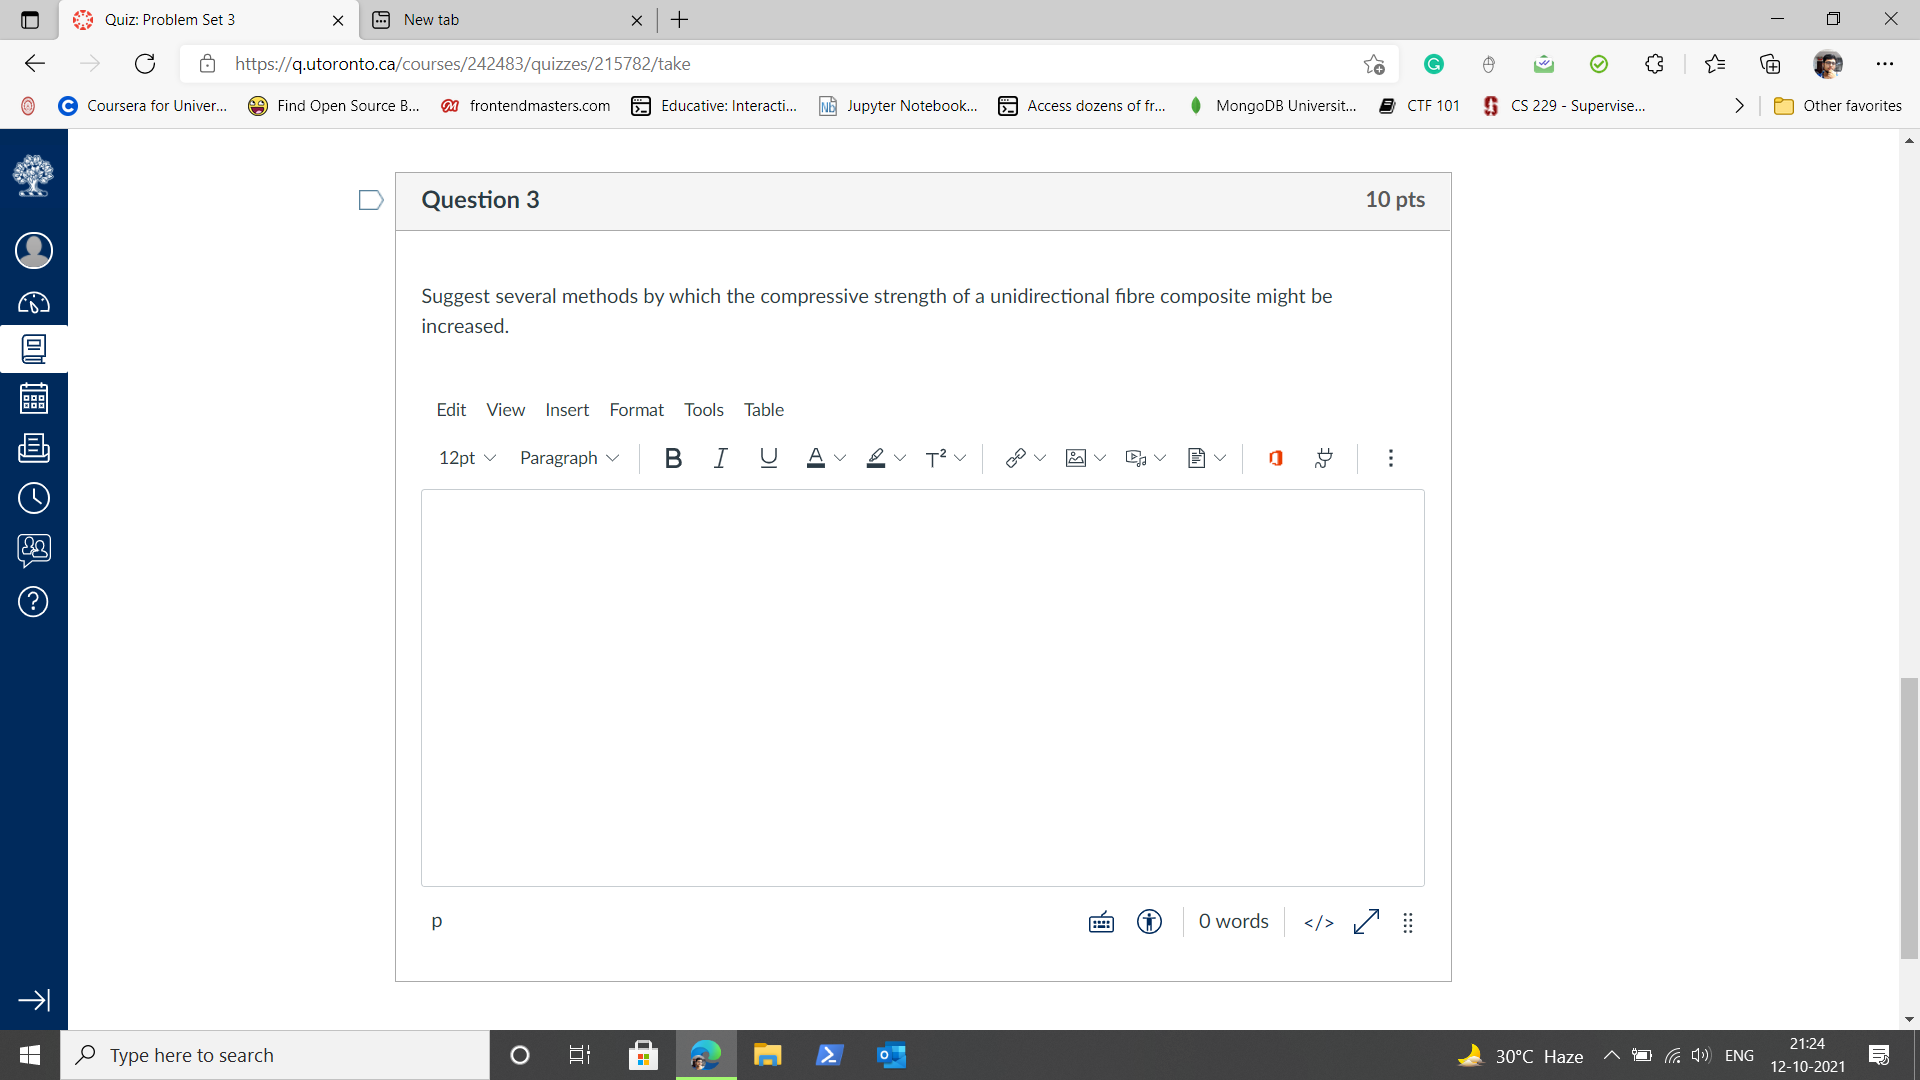 Quiz: Problem Set 3
New tab
https://q.utoronto.ca/courses/242483/quizzes/215782/take
Coursera for Univer...
Find Open Source B...
frontendmasters.com
Educative: Interacti...
Jupyter Notebook...
Access dozens of fr...
MongoDB Universit...
CTF 101
CS 229 - Supervise...
Other favorites
Question 3
10 pts
Suggest several methods by which the compressive strength of a unidirectional fibre composite might be
increased.
Edit View Insert Format Tools Table
12pt Paragraph B I U A T²
p
0 words </>
Type here to search
30°C Haze
ENG
21:24
12-10-2021